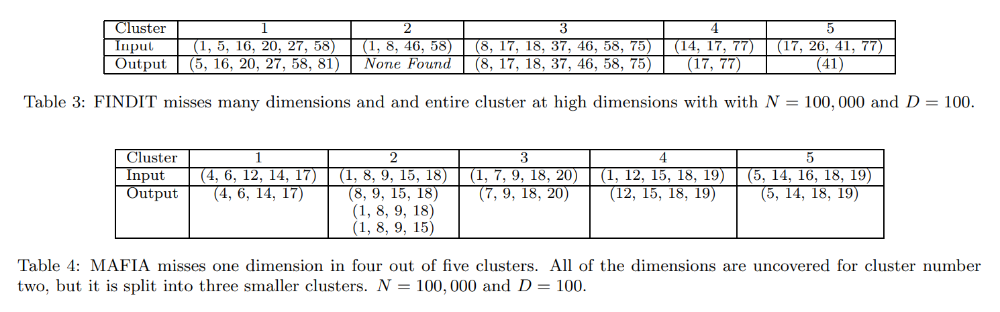 Cluster 1 2 3 4 5
Input (1, 5, 16, 20, 27, 58) (1, 8, 46, 58) (8, 17, 18, 37, 46, 58, 75) (14, 17, 77) (17, 26, 41, 77)
Output (5, 16, 20, 27, 58, 81) None Found (8, 17, 18, 37, 46, 58, 75) (17, 77) (41)
Table 3: FINDIT misses many dimensions and and entire cluster at high dimensions with with N = 100, 000 and D = 100.
Cluster 1 2 3 4 5
Input (4, 6, 12, 14, 17) (1, 8, 9, 15, 18) (1, 7, 9, 18, 20) (1, 12, 15, 18, 19) (5, 14, 16, 18, 19)
Output (4, 6, 14, 17) (8, 9, 15, 18) (7, 9, 18, 20) (12, 15, 18, 19) (5, 14, 18, 19)
(1, 8, 9, 18)
(1, 8, 9, 15)
Table 4: MAFIA misses one dimension in four out of five clusters. All of the dimensions are uncovered for cluster number
two, but it is split into three smaller clusters. N = 100, 000 and D = 100.